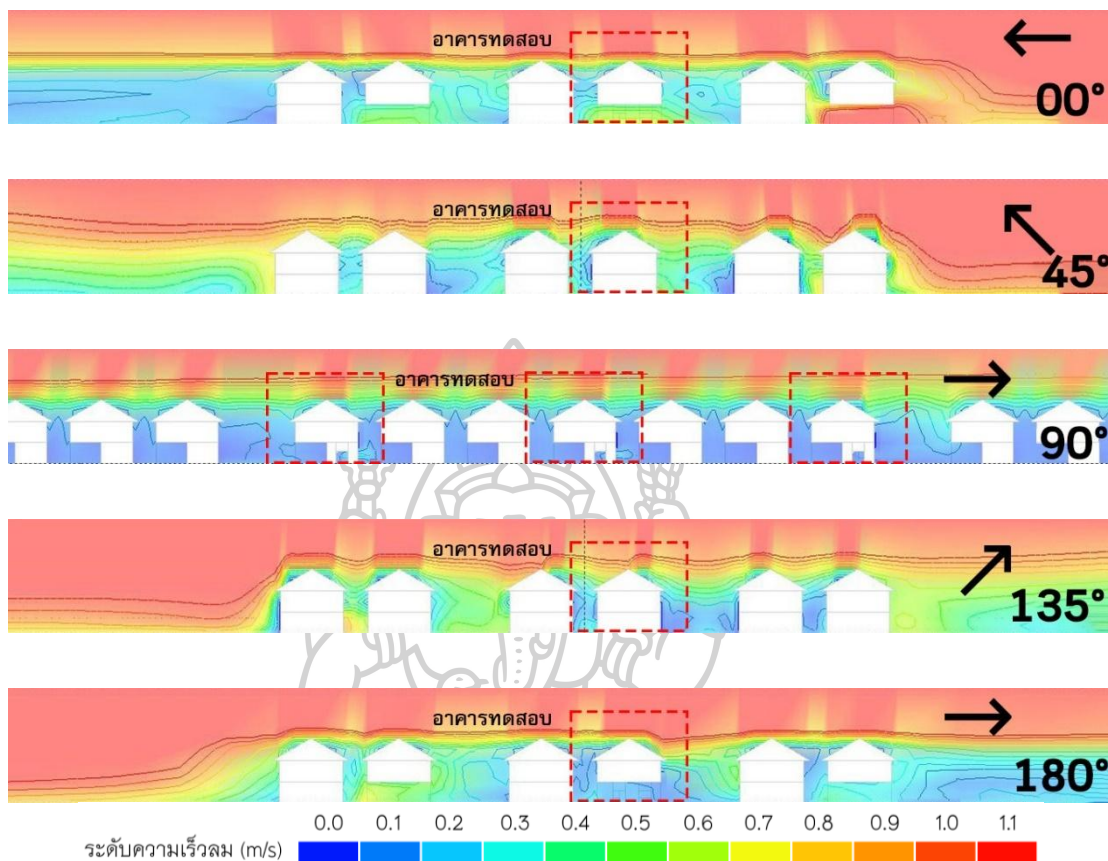 อาคารทดสอบ
00°
อาคารทดสอบ
45°
อาคารทดสอบ
90°
อาคารทดสอบ
135°
อาคารทดสอบ
180°
0.0 0.1 0.2 0.3 0.4 0.5 0.6 0.7 0.8 0.9 1.0 1.1
ระดับความเร็วลม (m/s)